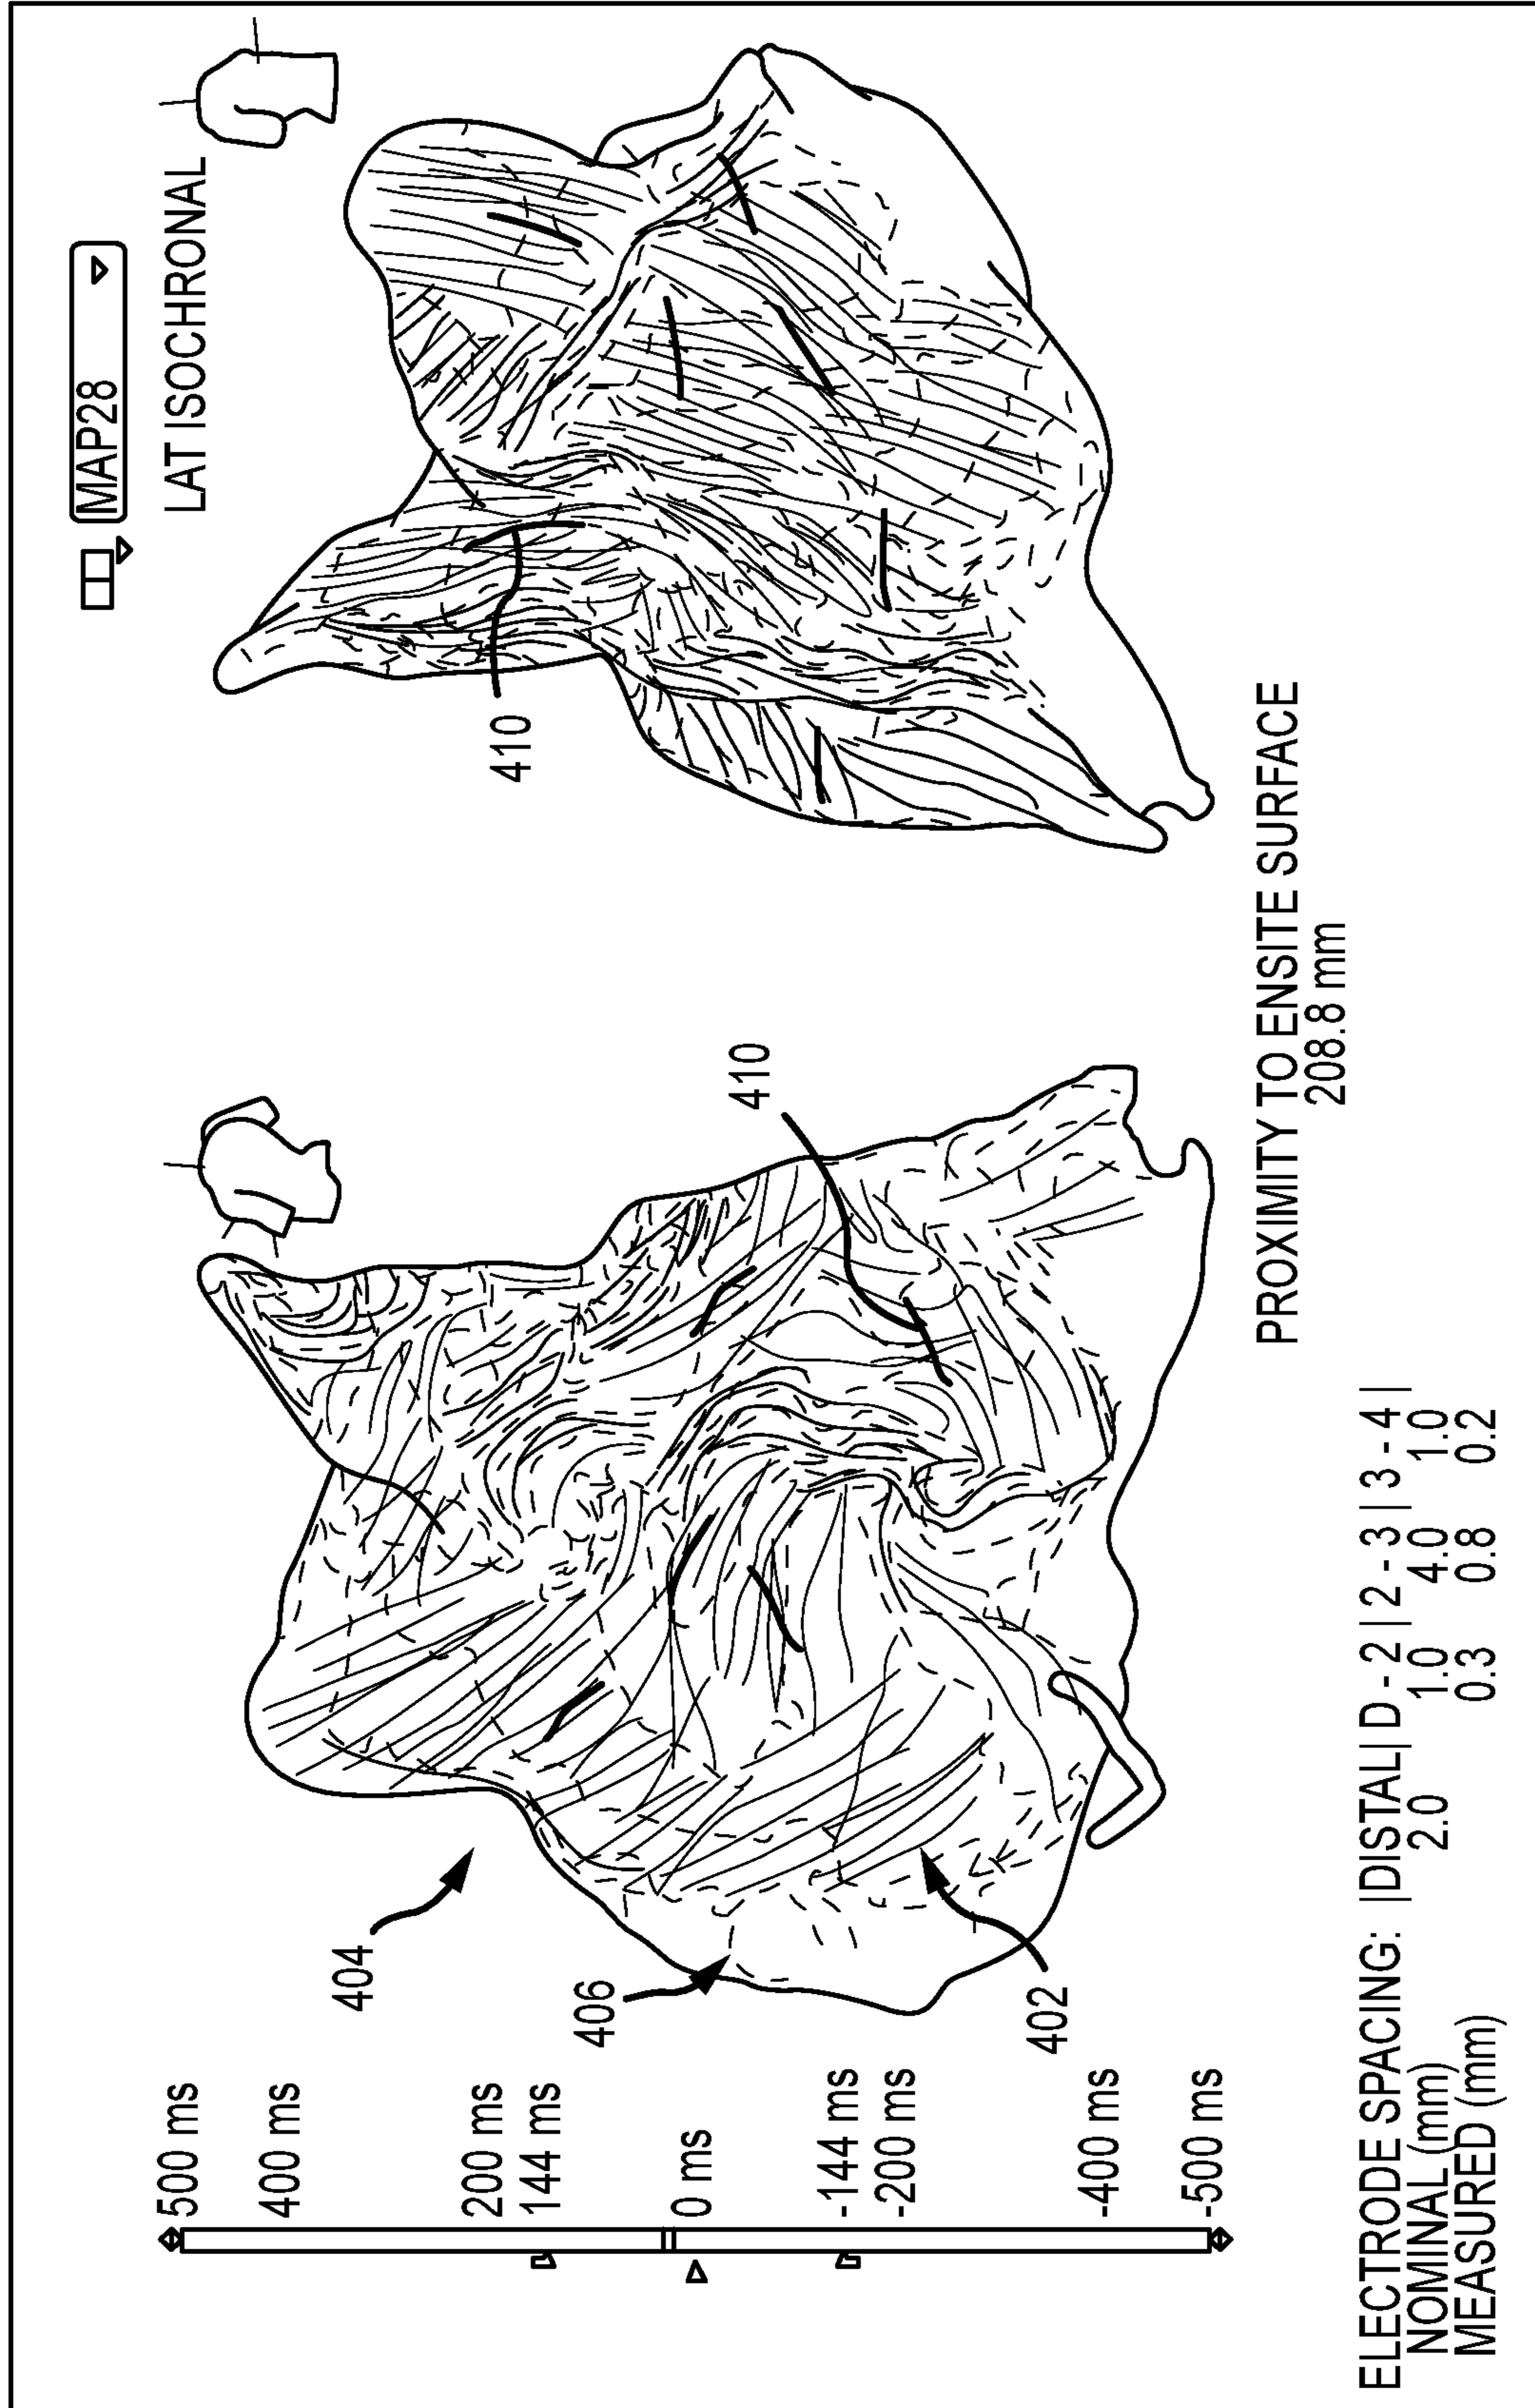 MAP28
LAT ISOCHRONAL
500 ms
400 ms
200 ms
144 ms
0 ms
-144 ms
-200 ms
-400 ms
-500 ms
404
406
402
410
410
PROXIMITY TO ENSITE SURFACE
208.8 mm
ELECTRODE SPACING: |DISTAL| D - 2 | 2 - 3 | 3 - 4 |
NOMINAL (mm) 2.0 1.0 4.0 1.0
MEASURED (mm) 0.3 0.8 0.2